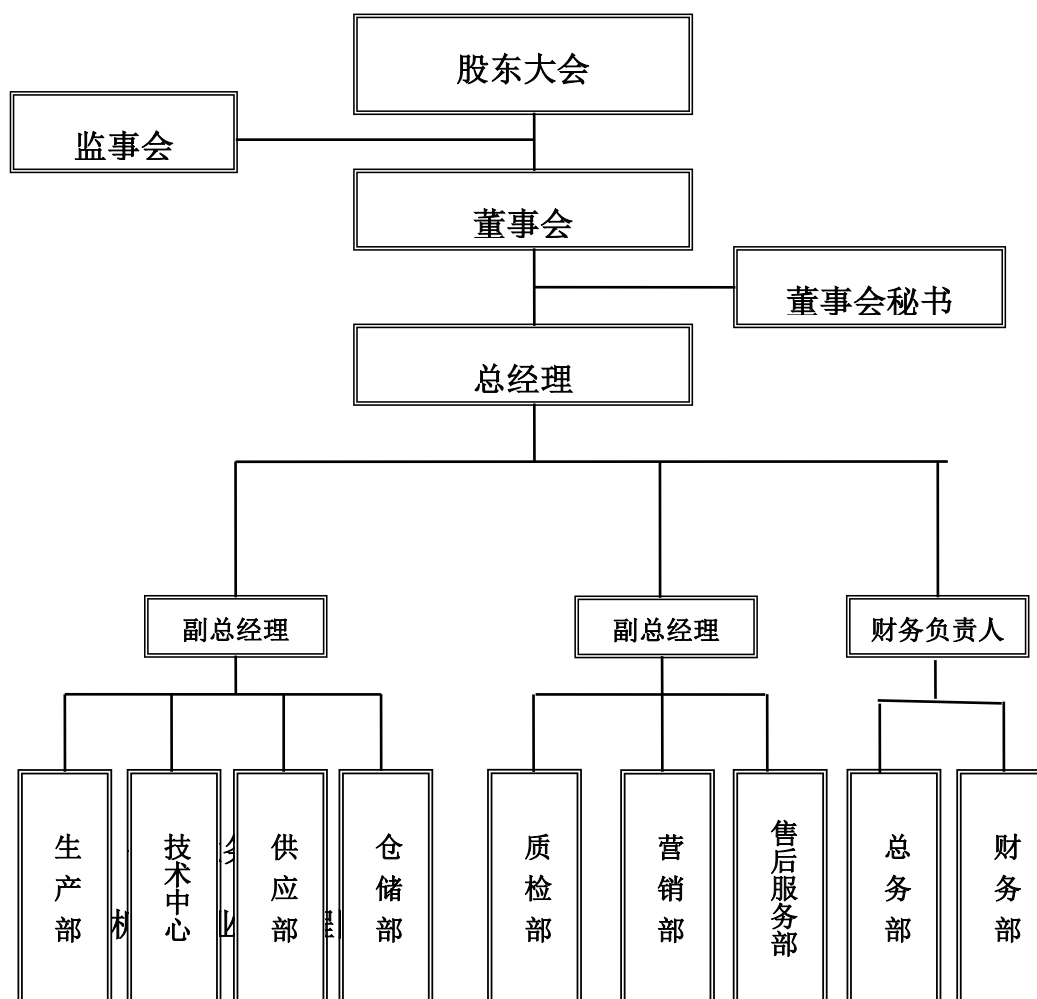 股东大会
监事会
董事会
董事会秘书
总经理
副总经理
副总经理
财务负责人
生产部
技术中心
供应部
仓储部
质检部
营销部
售后服务部
总务部
财务部